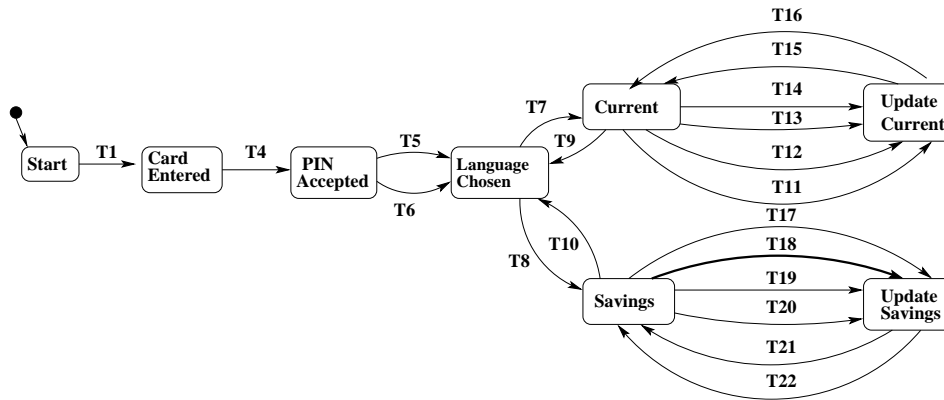 T16
T15
T14
T13
T12
T11
Current
Update
Current
T7
T9
T1
T4
T5
T6
Start
Card
Entered
PIN
Accepted
Language
Chosen
T8
T10
T17
T18
T19
T20
T21
T22
Savings
Update
Savings